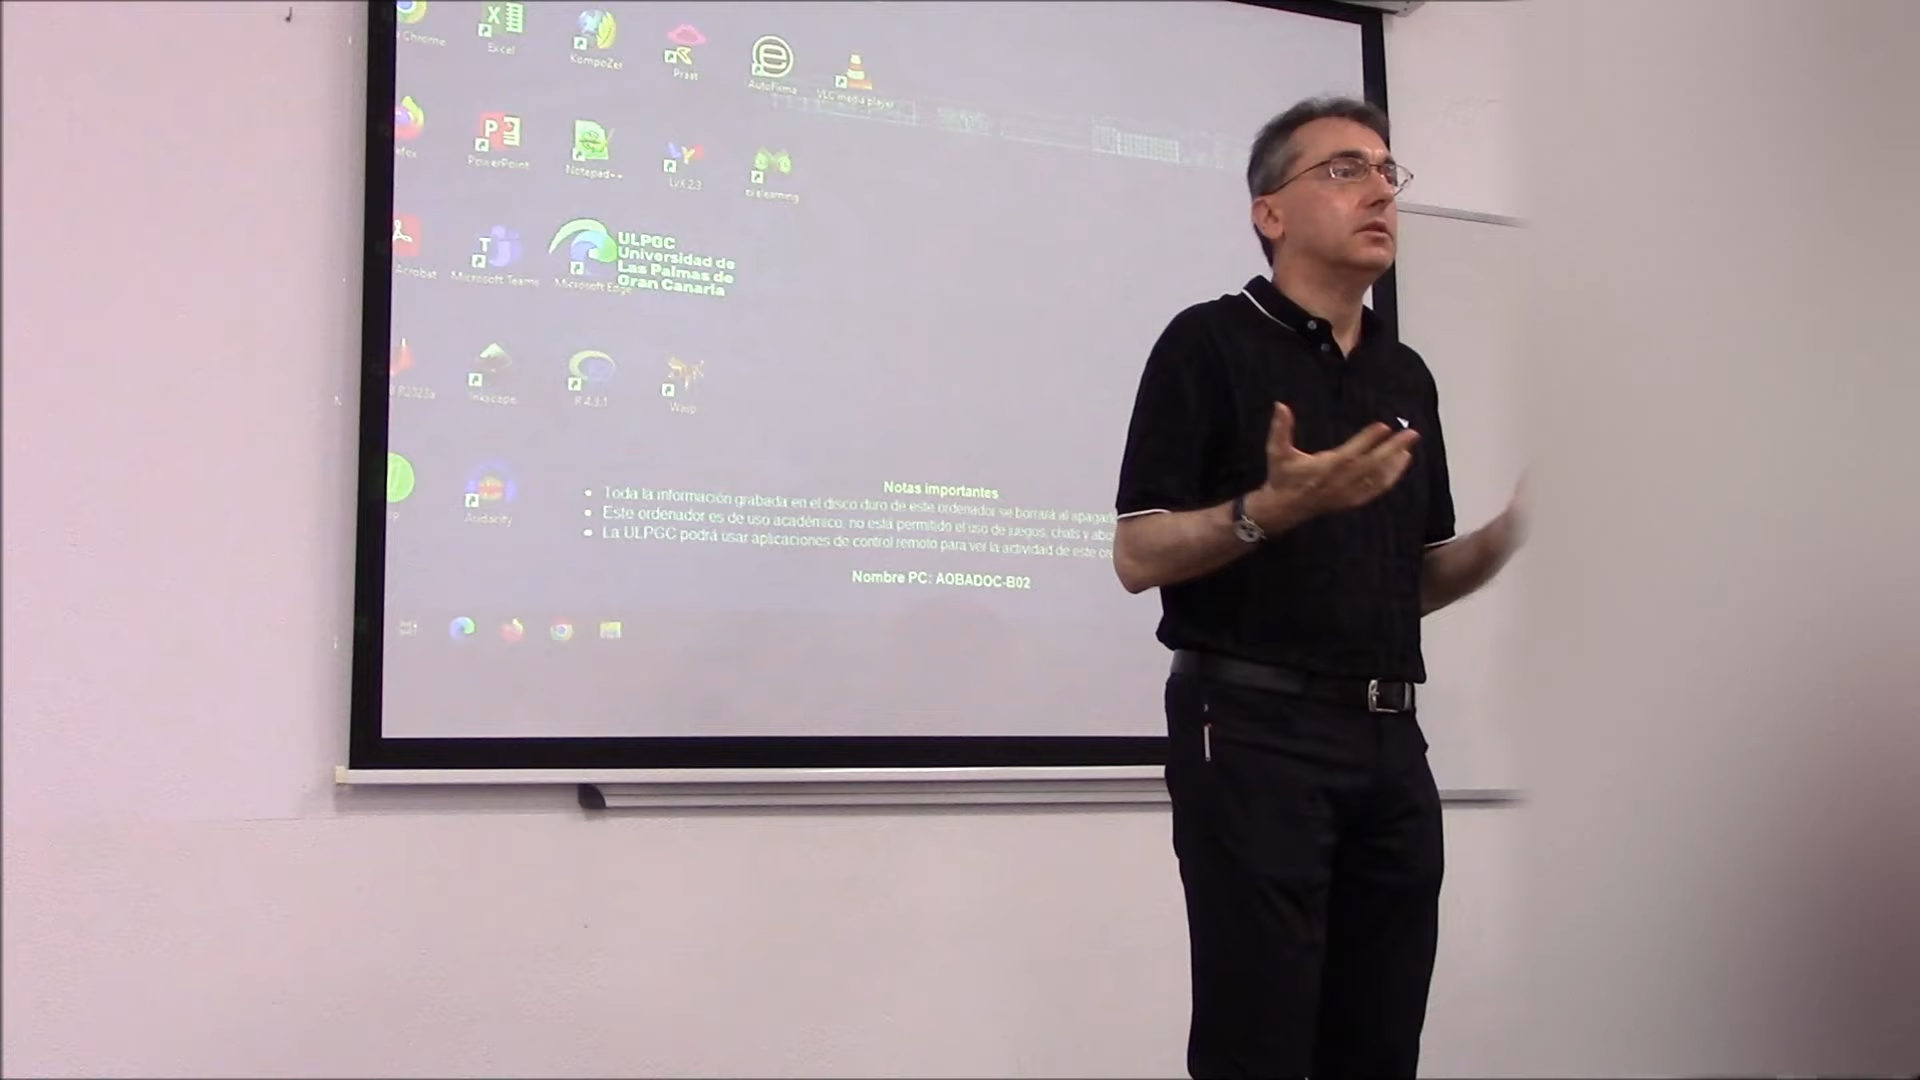 Chrome
Excel
KompoZer
Praat
AutoFirma
VLC media player
PowerPoint
Notepad++
LyX 2.3
exelearning
Acrobat
Microsoft Teams
Microsoft Edge
ULPGC
Universidad de
Las Palmas de
Gran Canaria
R2023a
Inkscape
R 4.3.1
Wasp
Audacity
Notas importantes
• Toda la información grabada en el disco duro de este ordenador se borrará al
• Este ordenador es de uso académico, no está permitido el uso de juegos, chats y
• La ULPGC podrá usar aplicaciones de control remoto para ver la actividad de este
Nombre PC: AOBADOC-B02